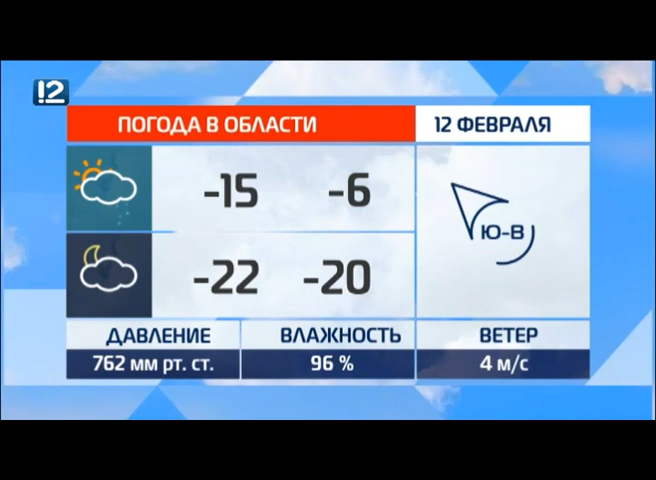 12
ПОГОДА В ОБЛАСТИ
12 ФЕВРАЛЯ
-15 -6
Ю-В
-22 -20
ДАВЛЕНИЕ ВЛАЖНОСТЬ ВЕТЕР
762 мм рт. ст. 96 % 4 м/с